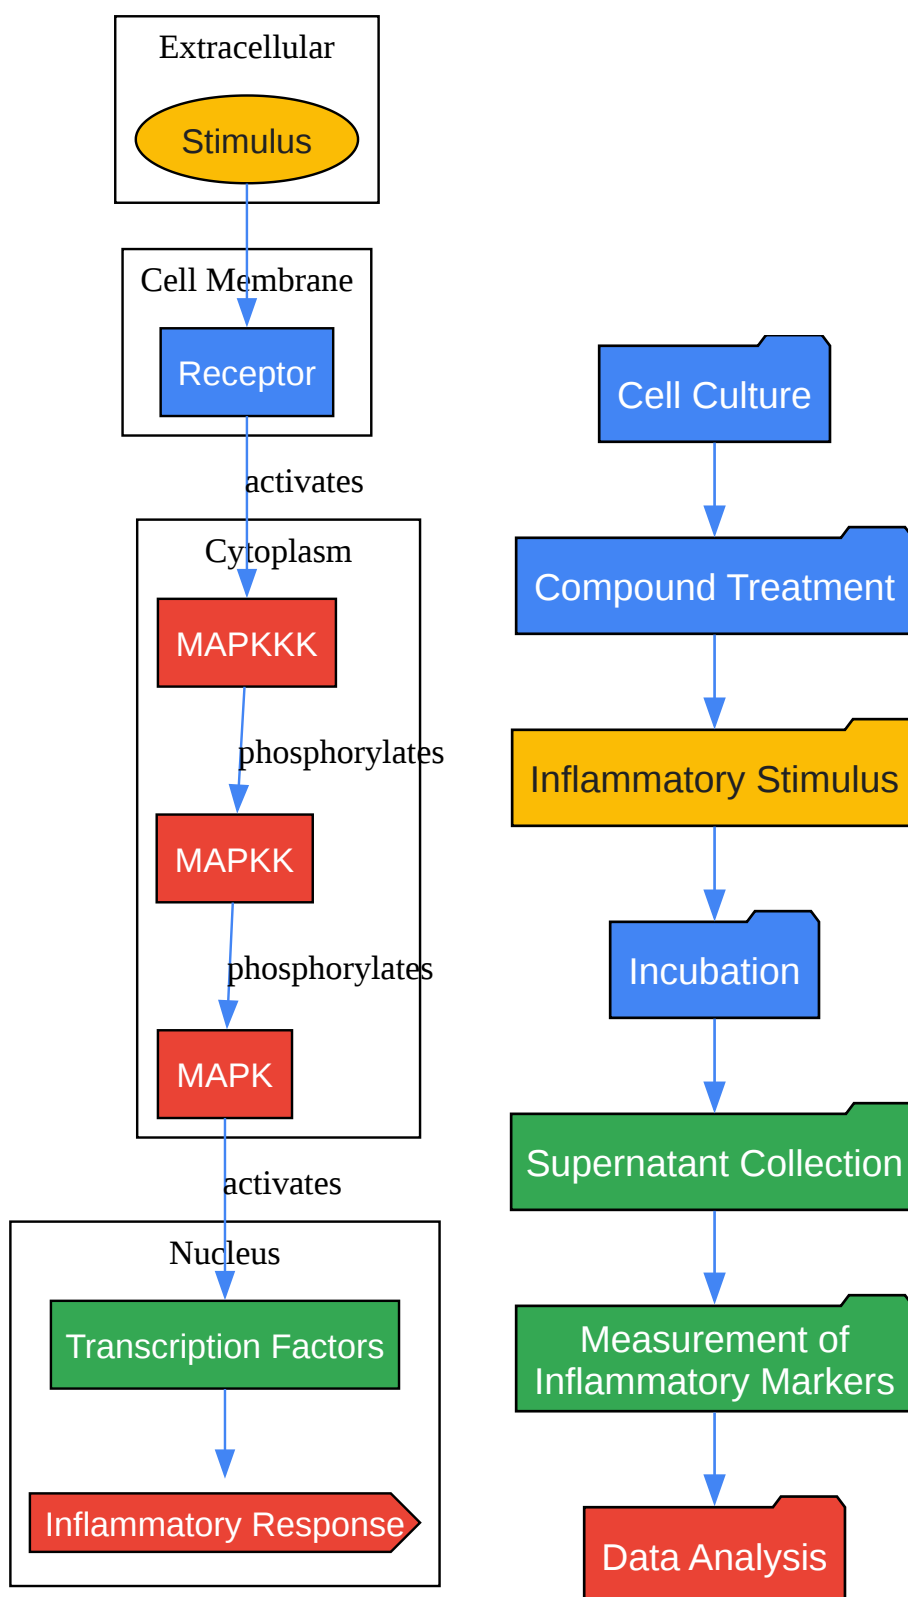 Extracellular
Stimulus
Cell Membrane
Receptor
activates
Cytoplasm
MAPKKK
phosphorylates
MAPKK
phosphorylates
MAPK
activates
Nucleus
Transcription Factors
Inflammatory Response
Cell Culture
Compound Treatment
Inflammatory Stimulus
Incubation
Supernatant Collection
Measurement of
Inflammatory Markers
Data Analysis